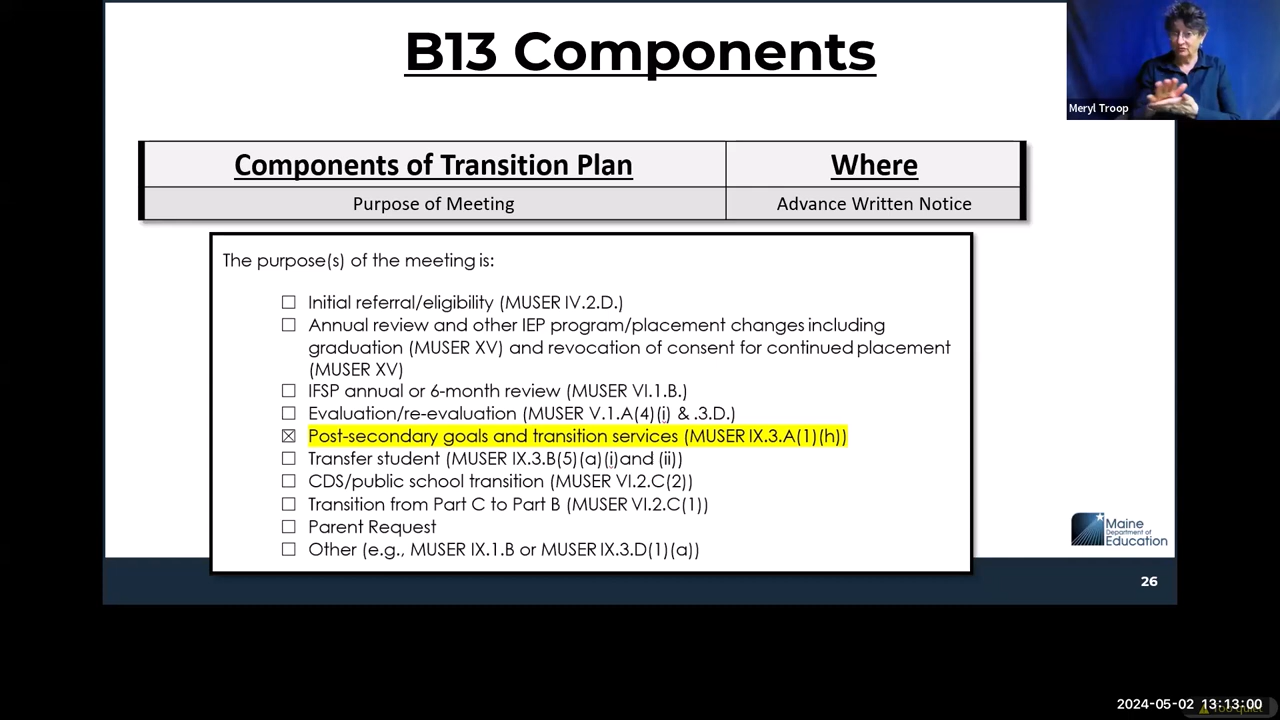 B13 Components
Meryl Troop
Components of Transition Plan
Where
Purpose of Meeting
Advance Written Notice
The purpose(s) of the meeting is:
☐ Initial referral/eligibility (MUSER IV.2.D.)
☐ Annual review and other IEP program/placement changes including
graduation (MUSER XV) and revocation of consent for continued placement
(MUSER XV)
☐ IFSP annual or 6-month review (MUSER VI.1.B.)
☐ Evaluation/re-evaluation (MUSER V.1.A(4)(i) & .3.D.)
☒ Post-secondary goals and transition services (MUSER IX.3.A(1)(h))
☐ Transfer student (MUSER IX.3.B(5)(a)(i)and (ii))
☐ CDS/public school transition (MUSER VI.2.C(2))
☐ Transition from Part C to Part B (MUSER VI.2.C(1))
☐ Parent Request
☐ Other (e.g., MUSER IX.1.B or MUSER IX.3.D(1)(a))
Maine
Department of
Education
26
2024-05-02 13:13:00